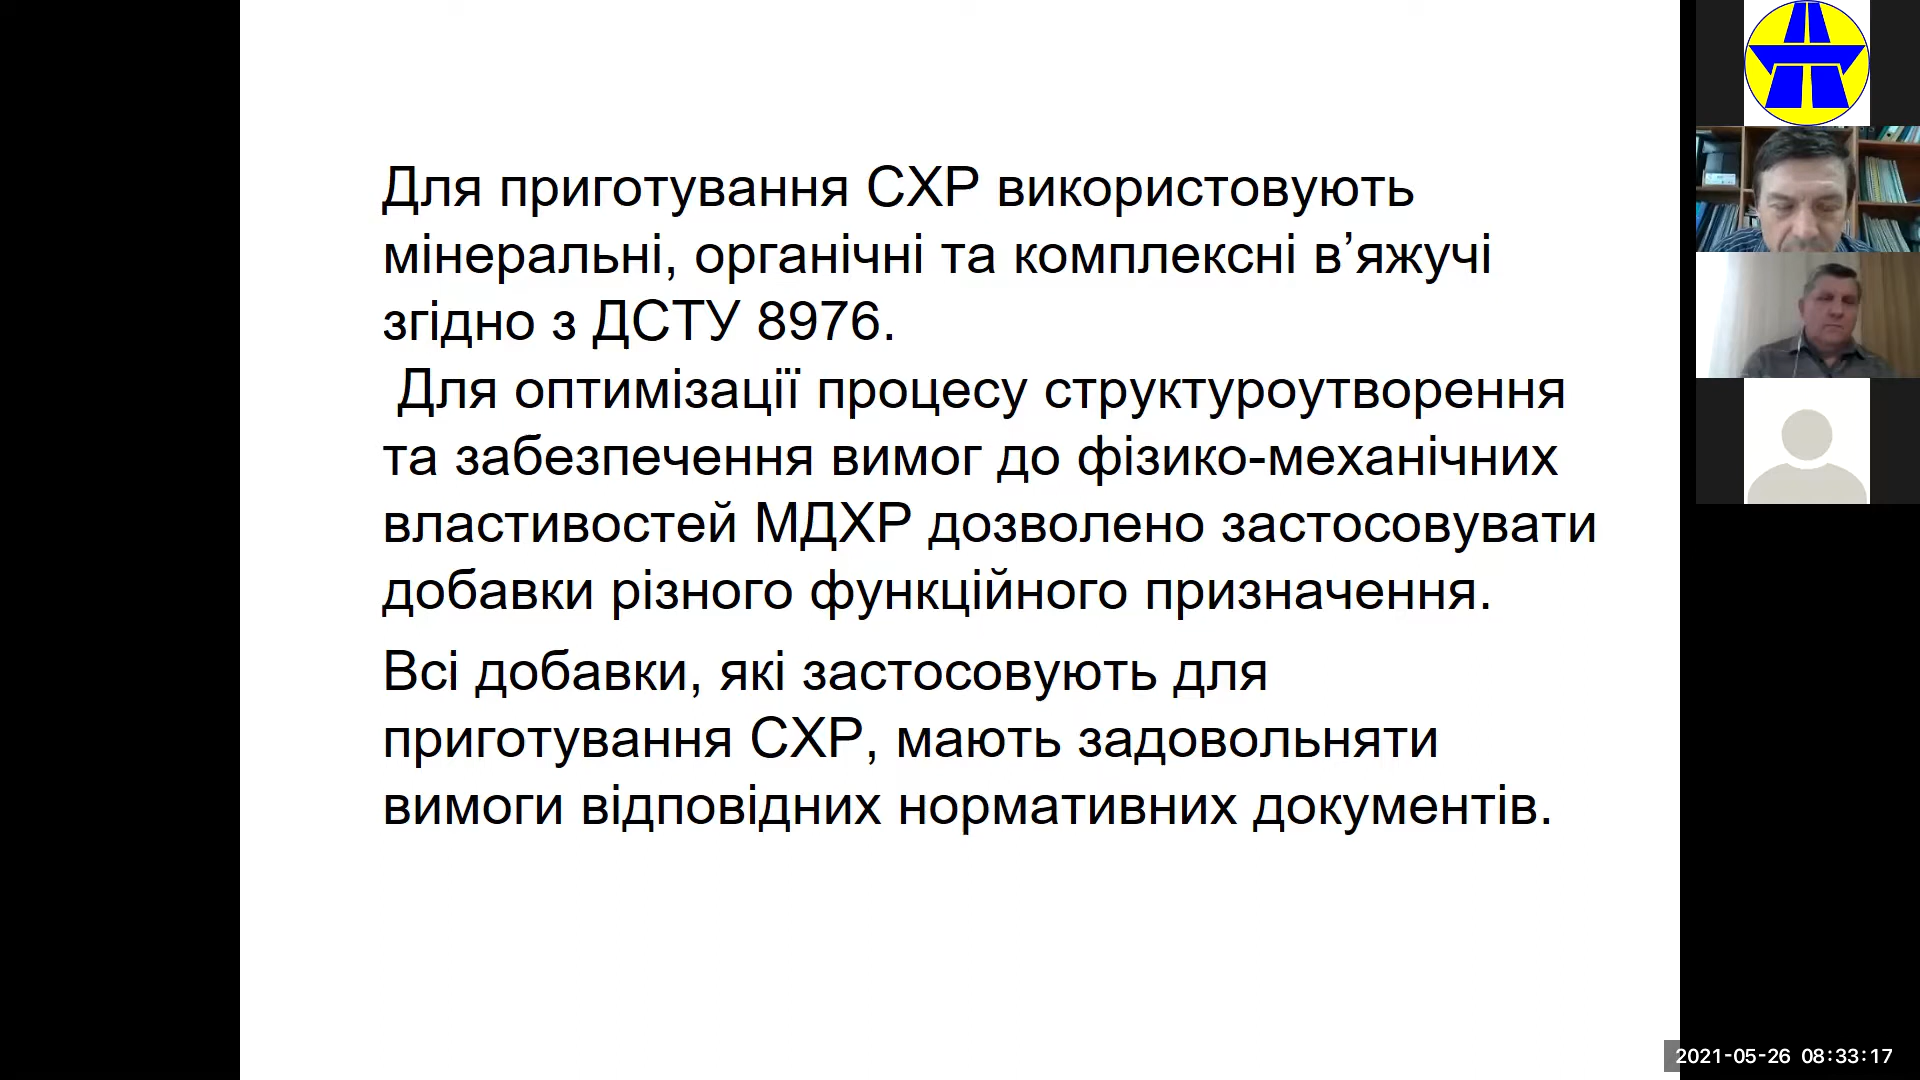 Для приготування СХР використовують
мінеральні, органічні та комплексні в’яжучі
згідно з ДСТУ 8976.
Для оптимізації процесу структуроутворення
та забезпечення вимог до фізико-механічних
властивостей МДХР дозволено застосовувати
добавки різного функційного призначення.
Всі добавки, які застосовують для
приготування СХР, мають задовольняти
вимоги відповідних нормативних документів.
2021-05-26 08:33:17